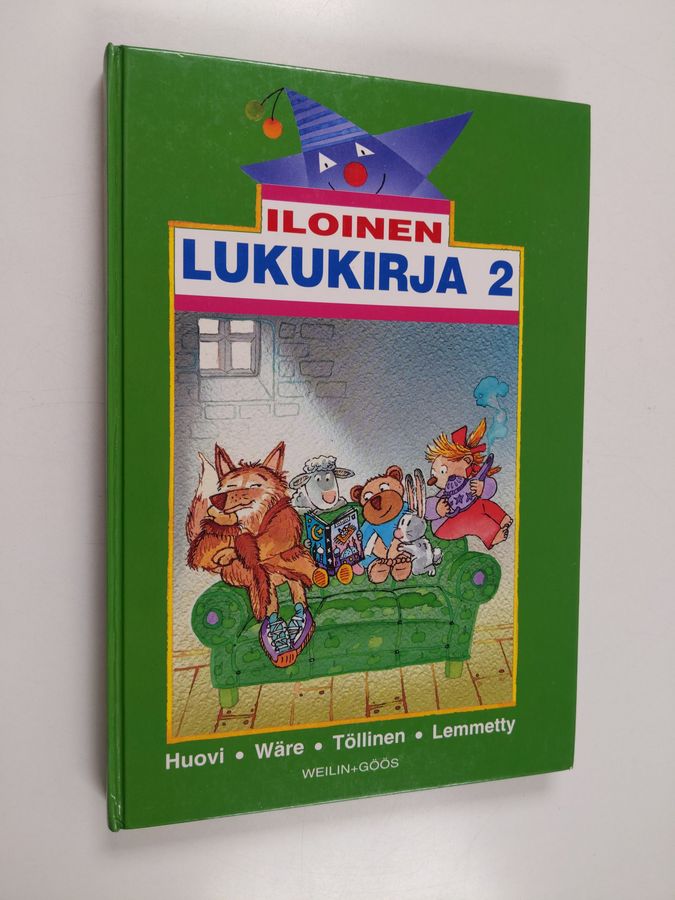 ILOINEN
LUKUKIRJA 2
Huovi • Wäre • Töllinen • Lemmetty
WEILIN+GÖÖS